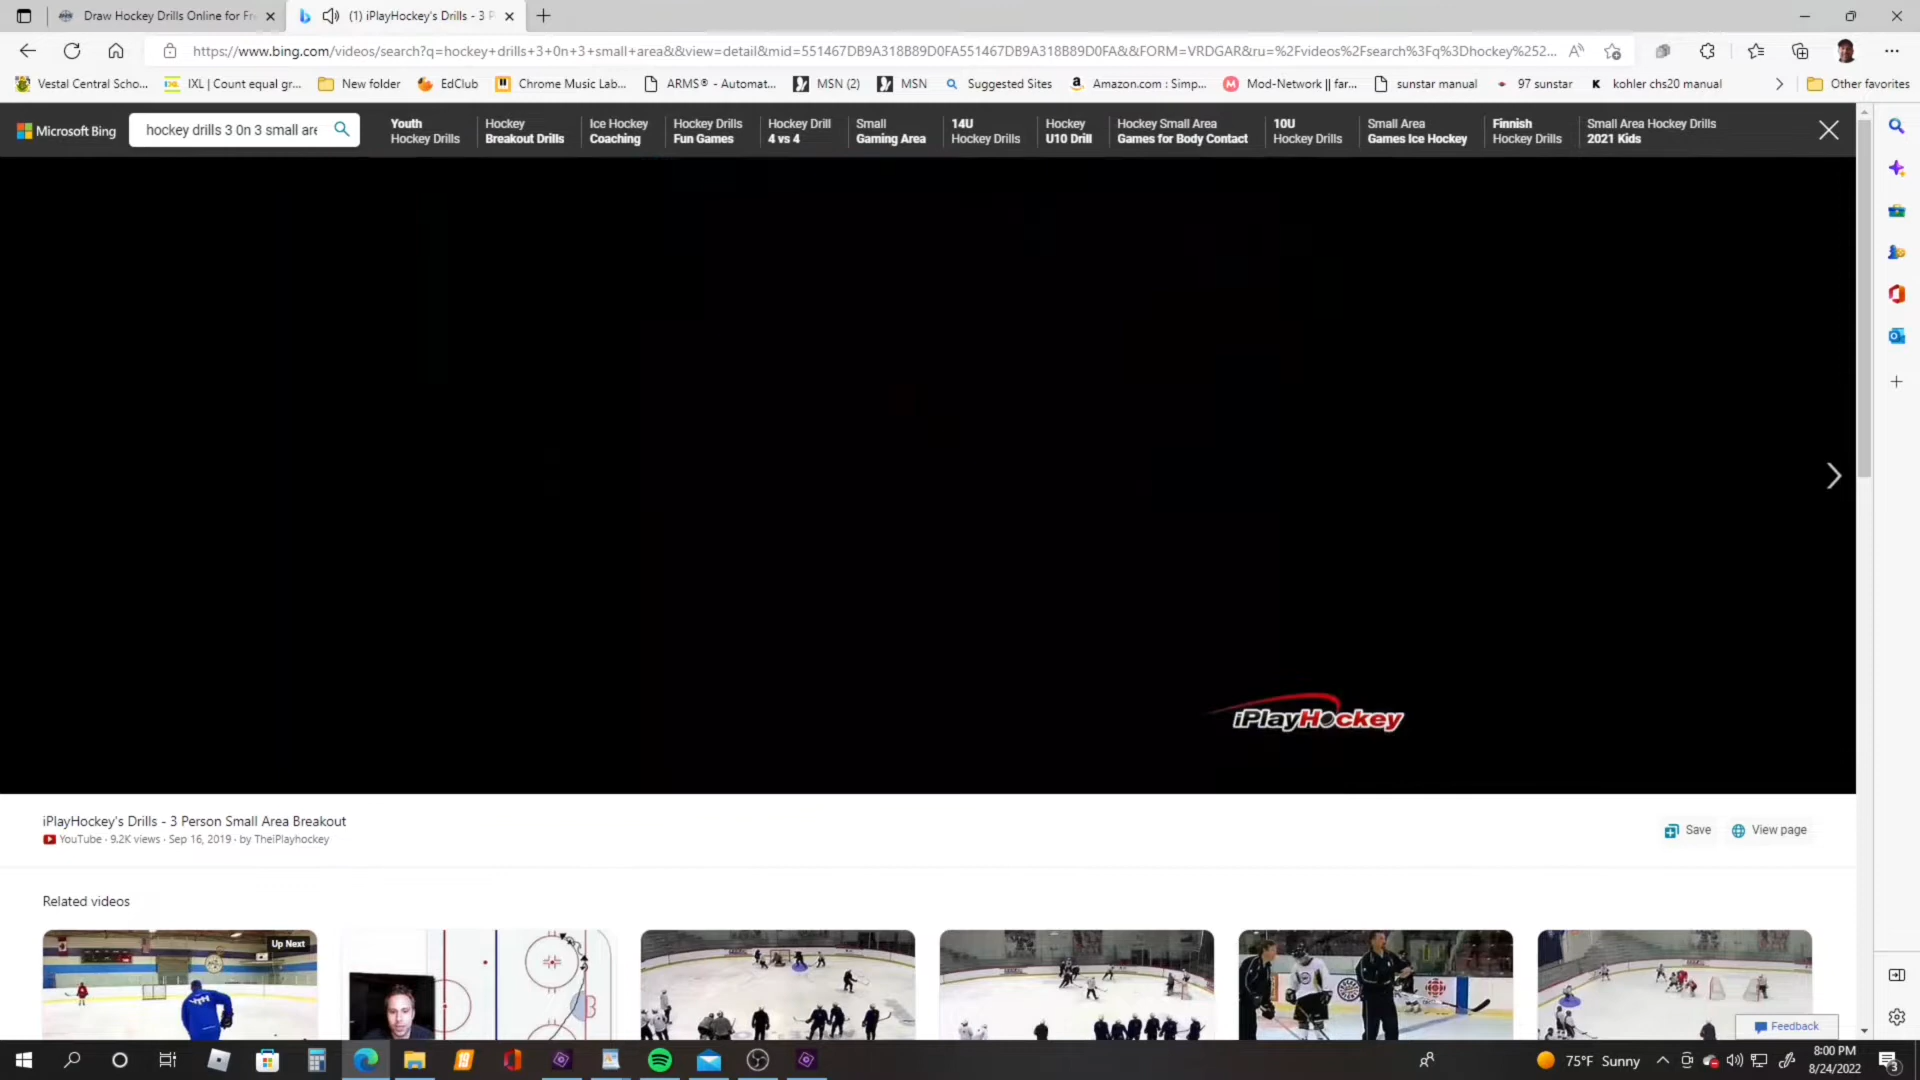 Draw Hockey Drills Online for Fr
(1) iPlayHockey's Drills - 3 P
https://www.bing.com/videos/search?q=hockey+drills+3+0n+3+small+area&&view=detail&mid=551467DB9A318B89D0FA551467DB9A318B89D0FA&&FORM=VRDGAR&ru=%2Fvideos%2Fsearch%3Fq%3Dhockey%252...
Vestal Central Scho...
IXL | Count equal gr...
New folder
EdClub
Chrome Music Lab...
ARMS® - Automat...
MSN (2)
MSN
Suggested Sites
Amazon.com : Simp...
Mod-Network || far...
sunstar manual
97 sunstar
kohler chs20 manual
Other favorites
Microsoft Bing
hockey drills 3 0n 3 small are
Youth
Hockey Drills
Hockey
Breakout Drills
Ice Hockey
Coaching
Hockey Drills
Fun Games
Hockey Drill
4 vs 4
Small
Gaming Area
14U
Hockey Drills
Hockey
U10 Drill
Hockey Small Area
Games for Body Contact
10U
Hockey Drills
Small Area
Games Ice Hockey
Finnish
Hockey Drills
Small Area Hockey Drills
2021 Kids
iPlayHockey
iPlayHockey's Drills - 3 Person Small Area Breakout
YouTube · 9.2K views · Sep 16, 2019 · by TheiPlayhockey
Save
View page
Related videos
Up Next
Feedback
75°F Sunny
8:00 PM
8/24/2022
3